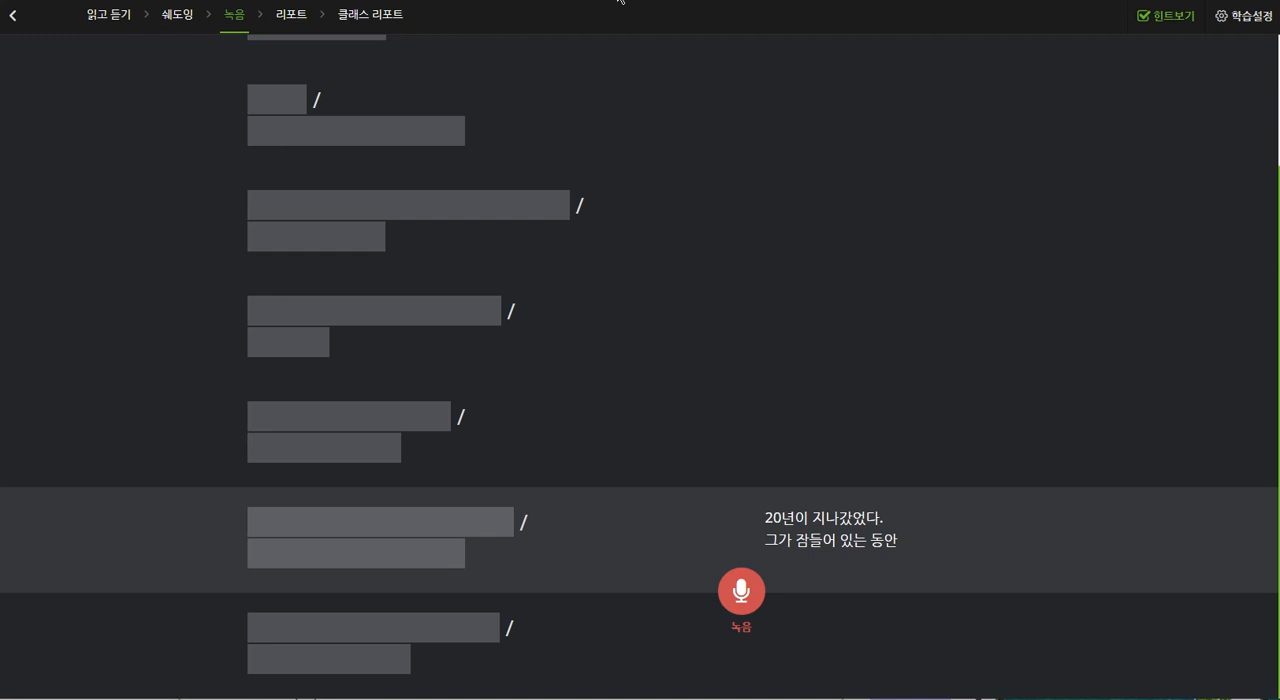 읽고 듣기 > 쉐도잉 > 녹음 > 리포트 > 클래스 리포트
힌트보기
학습설정
/
/
/
/
/
20년이 지나갔었다.
그가 잠들어 있는 동안
녹음
/